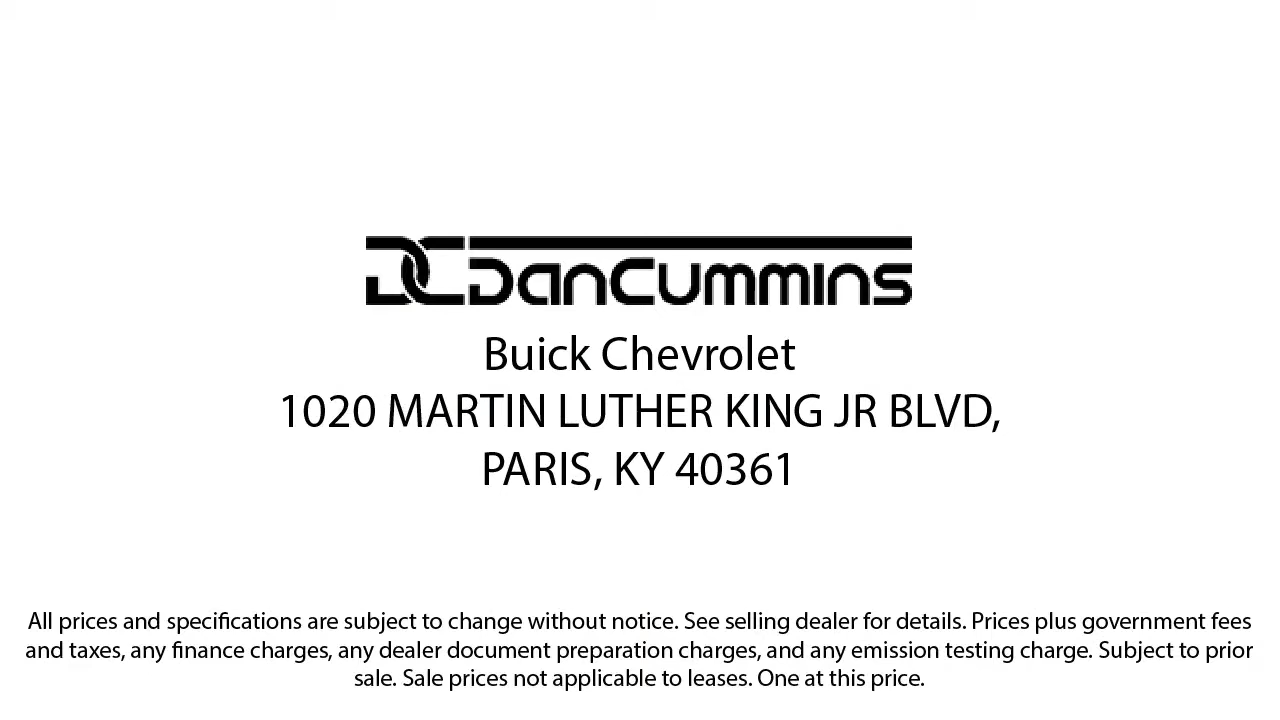 DC DanCummins
Buick Chevrolet
1020 MARTIN LUTHER KING JR BLVD,
PARIS, KY 40361
All prices and specifications are subject to change without notice. See selling dealer for details. Prices plus government fees
and taxes, any finance charges, any dealer document preparation charges, and any emission testing charge. Subject to prior
sale. Sale prices not applicable to leases. One at this price.